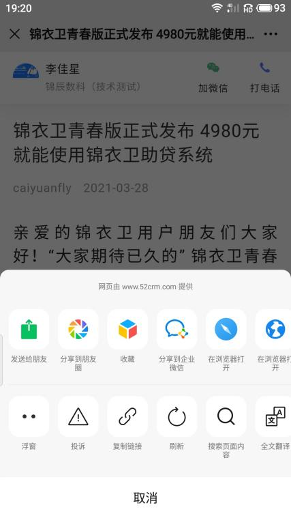 19:20
93
锦衣卫青春版正式发布 4980元就能使用...
李佳星
锦辰数科（技术测试）
加微信
打电话
锦衣卫青春版正式发布 4980元
就能使用锦衣卫助贷系统
caiyuanfly 2021-03-28
亲爱的锦衣卫用户朋友们大家
好！“大家期待已久的” 锦衣卫青春
网页由 www.52crm.com 提供
发送给朋友
分享到朋友
圈
收藏
分享到企业
微信
在浏览器打
开
在浏览器打
开
浮窗
投诉
复制链接
刷新
搜索页面内
容
全文翻译
取消